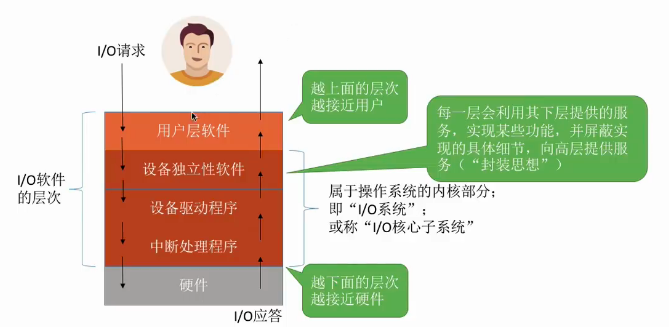 I/O请求
越上面的层次
越接近用户
每一层会利用其下层提供的服
务，实现某些功能，并屏蔽实
现的具体细节，向高层提供服
务（“封装思想”）
用户层软件
设备独立性软件
I/O软件
的层次
设备驱动程序
属于操作系统的内核部分；
即“I/O系统”；
或称“I/O核心子系统”
中断处理程序
硬件
越下面的层次
越接近硬件
I/O应答